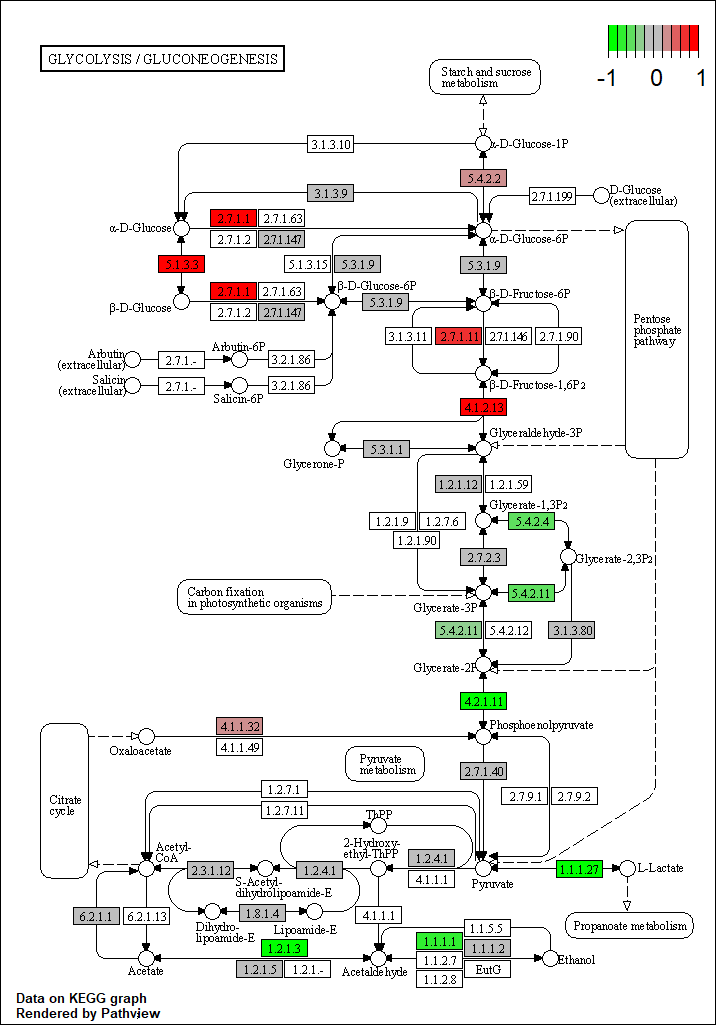 GLYCOLYSIS / GLUCONEOGENESIS
-1 0 1
Starch and sucrose
metabolism
3.1.3.10
α-D-Glucose-1P
5.4.2.2
3.1.3.9
2.7.1.199
D-Glucose
(extracellular)
α-D-Glucose
2.7.1.1 2.7.1.63
2.7.1.2 2.7.1.147
α-D-Glucose-6P
5.1.3.3
5.1.3.15 5.3.1.9
5.3.1.9
β-D-Glucose
2.7.1.1 2.7.1.63
2.7.1.2 2.7.1.147
β-D-Glucose-6P
5.3.1.9
β-D-Fructose-6P
Pentose
phosphate
pathway
3.1.3.11 2.7.1.11 2.7.1.146 2.7.1.90
Arbutin
(extracellular)
2.7.1.-
Arbutin-6P
3.2.1.86
Salicin
(extracellular)
2.7.1.-
Salicin-6P
3.2.1.86
β-D-Fructose-1,6P2
4.1.2.13
Glyceraldehyde-3P
Glycerone-P
5.3.1.1
1.2.1.12 1.2.1.59
Glycerate-1,3P2
1.2.1.9 1.2.7.6
1.2.1.90
5.4.2.4
2.7.2.3
Glycerate-2,3P2
Carbon fixation
in photosynthetic organisms
5.4.2.11
Glycerate-3P
5.4.2.11 5.4.2.12
3.1.3.80
Glycerate-2P
4.2.1.11
4.1.1.32
4.1.1.49
Oxaloacetate
Phosphoenolpyruvate
Pyruvate
metabolism
2.7.1.40
2.7.9.1 2.7.9.2
Citrate
cycle
1.2.7.1
1.2.7.11
ThPP
Acetyl-
CoA
2-Hydroxy-
ethyl-ThPP
2.3.1.12
S-Acetyl-
dihydrolipoamide-E
1.2.4.1
1.2.4.1
4.1.1.1
Pyruvate
1.1.1.27
L-Lactate
6.2.1.1 6.2.1.13
Dihydro-
lipoamide-E
1.8.1.4
Lipoamide-E
4.1.1.1
Propanoate metabolism
1.2.1.3
1.2.1.5 1.2.1.-
Acetate
Acetaldehyde
1.1.5.5
1.1.1.1 1.1.1.2
1.1.2.7 EutG
1.1.2.8
Ethanol
Data on KEGG graph
Rendered by Pathview